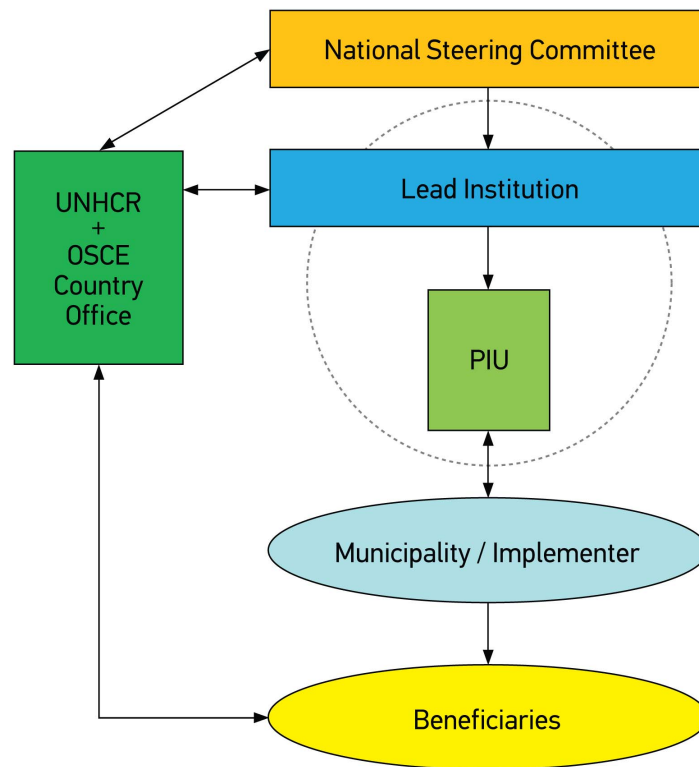 National Steering Committee
UNHCR
+
OSCE
Country
Office
Lead Institution
PIU
Municipality / Implementer
Beneficiaries